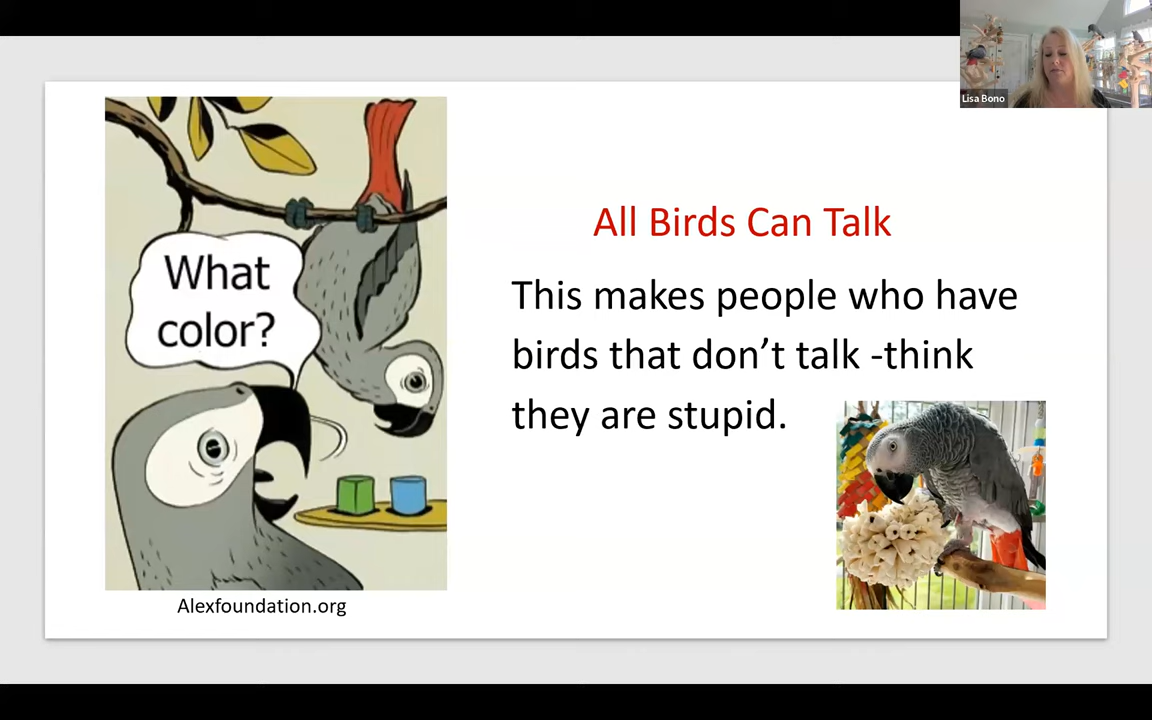 Lisa Bono
What
color?
All Birds Can Talk
This makes people who have
birds that don’t talk -think
they are stupid.
Alexfoundation.org